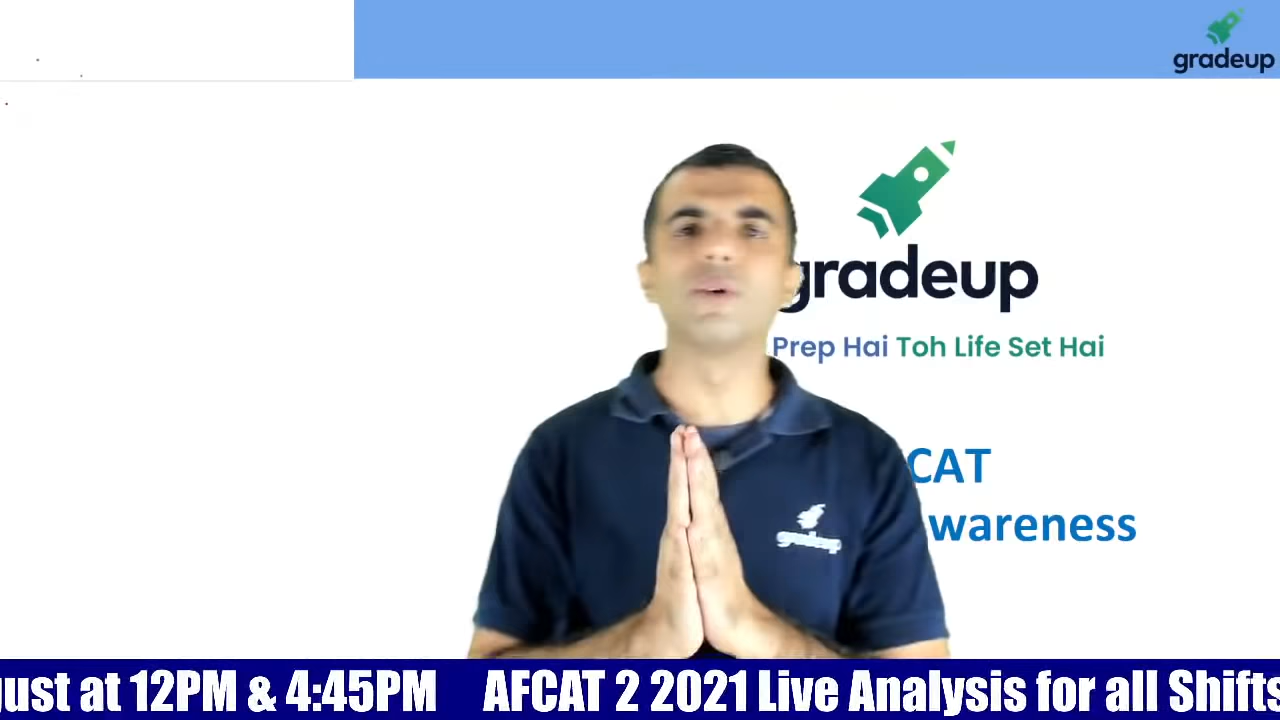 gradeup
gradeup
Prep Hai Toh Life Set Hai
CAT
wareness
gradeup
gust at 12PM & 4:45PM AFCAT 2 2021 Live Analysis for all Shifts